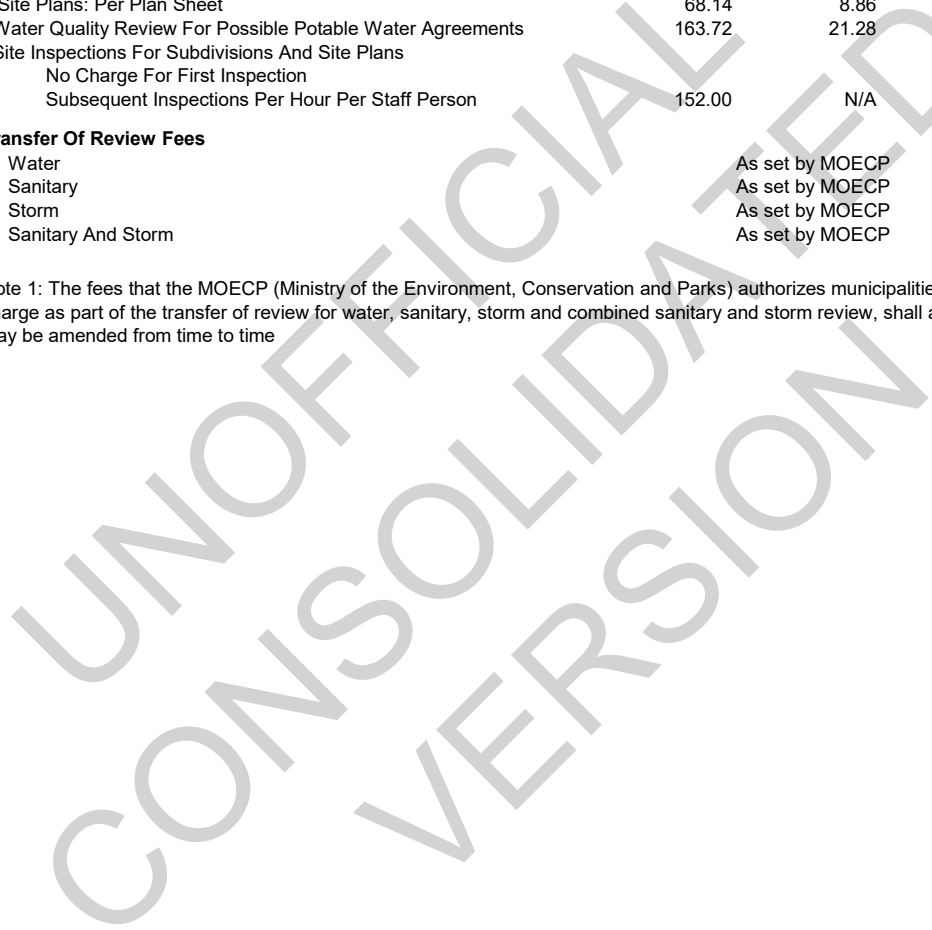 Site Plans: Per Plan Sheet 68.14 8.86
Water Quality Review For Possible Potable Water Agreements 163.72 21.28
Site Inspections For Subdivisions And Site Plans
No Charge For First Inspection
Subsequent Inspections Per Hour Per Staff Person 152.00 N/A
ansfer Of Review Fees
Water As set by MOECP
Sanitary As set by MOECP
Storm As set by MOECP
Sanitary And Storm As set by MOECP
ote 1: The fees that the MOECP (Ministry of the Environment, Conservation and Parks) authorizes municipalitie
arge as part of the transfer of review for water, sanitary, storm and combined sanitary and storm review, shall a
ay be amended from time to time
UNOFFICIAL
CONSOLIDATED
VERSION